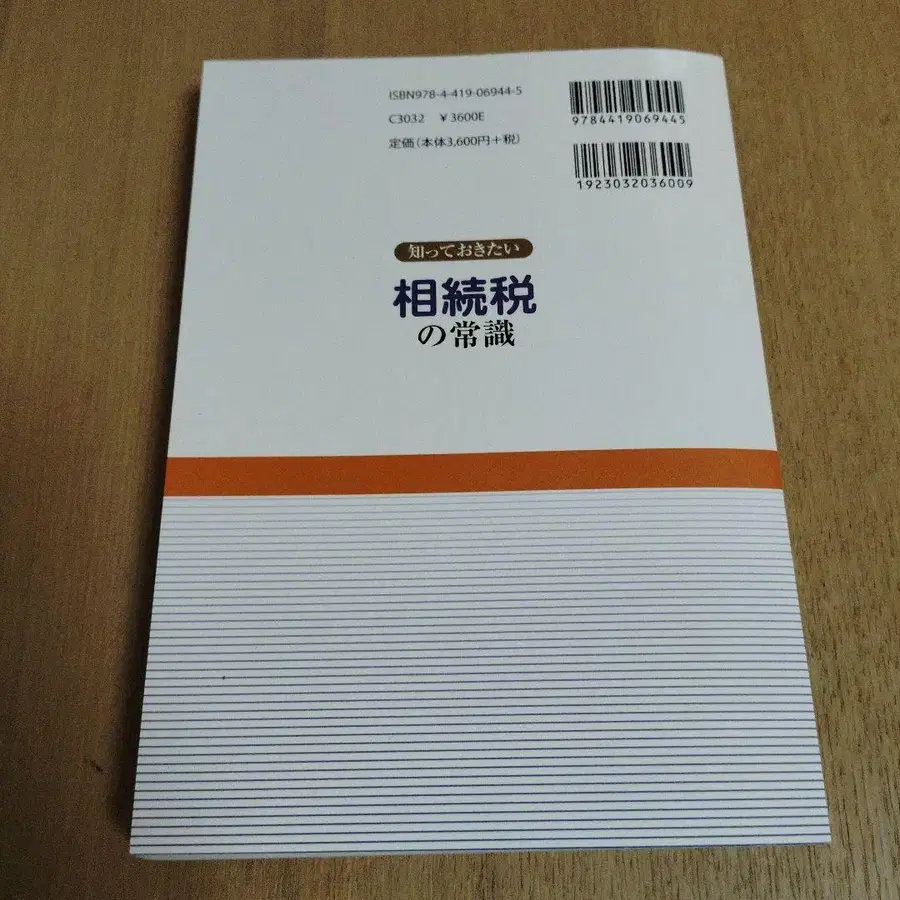 ISBN978-4-419-06944-5
C3032 ￥3600E
定価(本体3,600円+税)
9784419069445
1923032036009
知っておきたい
相続税
の常識